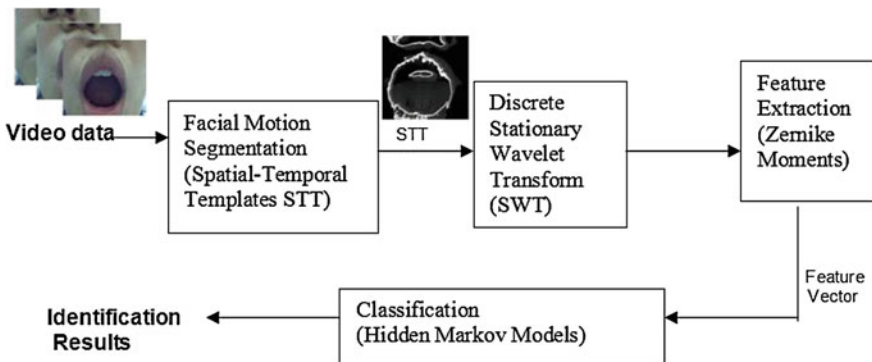 Video data
Facial Motion
Segmentation
(Spatial-Temporal
Templates STT)
STT
Discrete
Stationary
Wavelet
Transform
(SWT)
Feature
Extraction
(Zernike
Moments)
Feature
Vector
Classification
(Hidden Markov Models)
Identification
Results